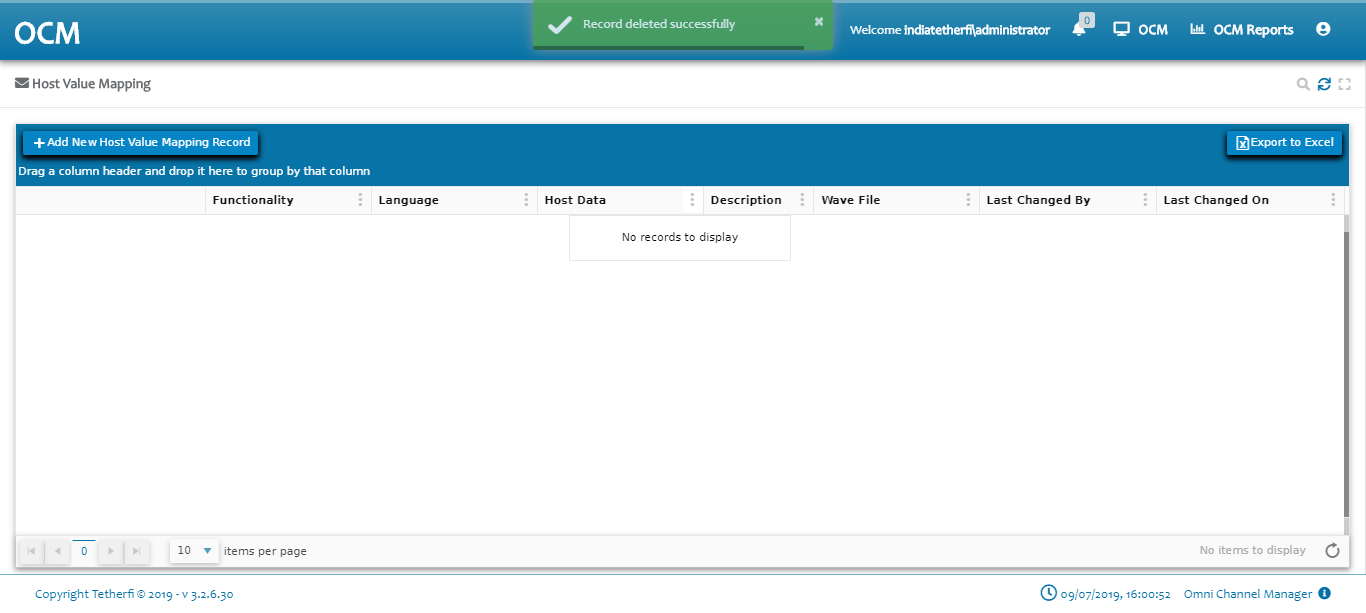 OCM
Record deleted successfully
Welcome indiatetherfi\administrator
0
OCM
OCM Reports
Host Value Mapping
Add New Host Value Mapping Record
Export to Excel
Drag a column header and drop it here to group by that column
Functionality Language Host Data Description Wave File Last Changed By Last Changed On
No records to display
0 10 items per page No items to display
Copyright Tetherfi © 2019 - v 3.2.6.30 09/07/2019, 16:00:52 Omni Channel Manager